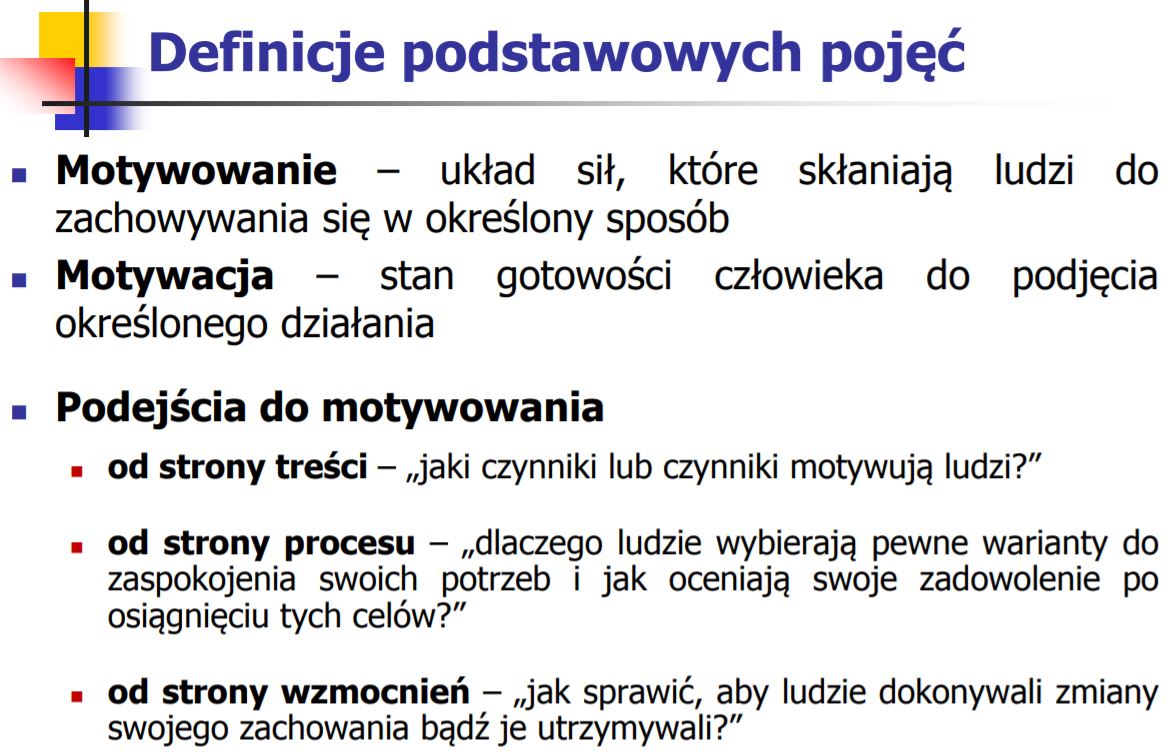 Definicje podstawowych pojęć
Motywowanie – układ sił, które skłaniają ludzi do
zachowywania się w określony sposób
Motywacja – stan gotowości człowieka do podjęcia
określonego działania
Podejścia do motywowania
od strony treści – „jaki czynniki lub czynniki motywują ludzi?”
od strony procesu – „dlaczego ludzie wybierają pewne warianty do
zaspokojenia swoich potrzeb i jak oceniają swoje zadowolenie po
osiągnięciu tych celów?”
od strony wzmocnień – „jak sprawić, aby ludzie dokonywali zmiany
swojego zachowania bądź je utrzymywali?”